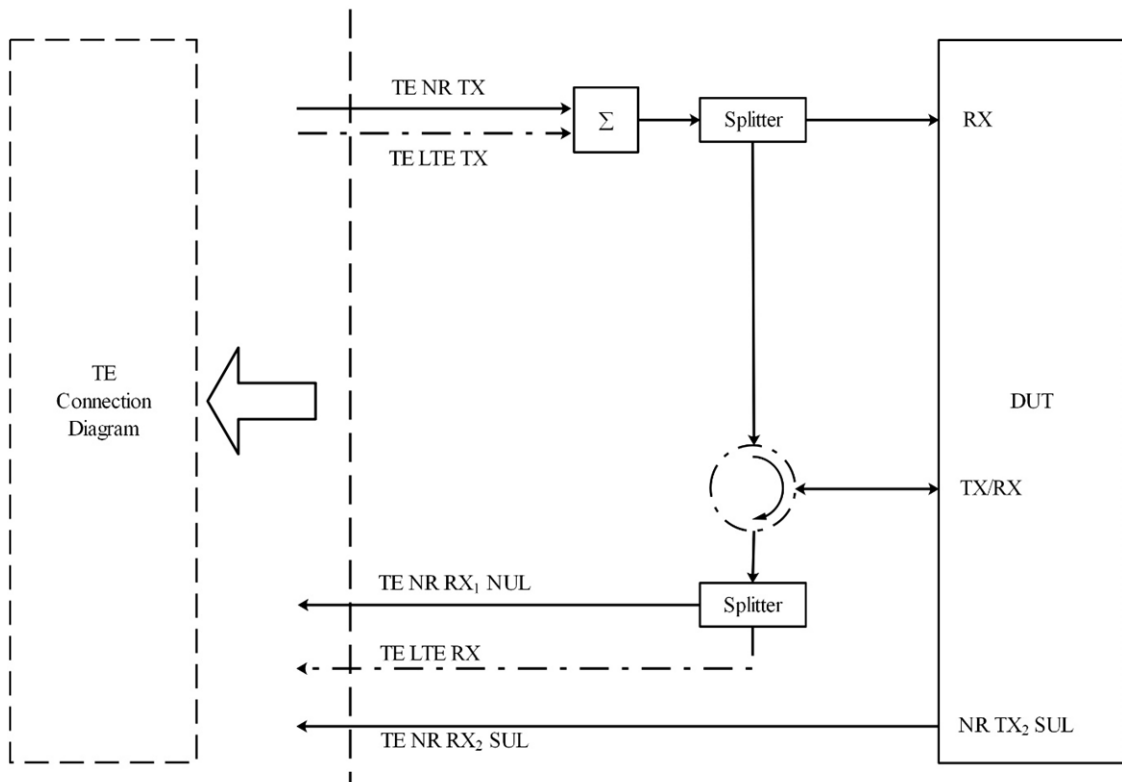 TE NR TX
TE LTE TX
Σ
Splitter
RX
TE
Connection
Diagram
DUT
TX/RX
TE NR RX₁ NUL
Splitter
TE LTE RX
TE NR RX₂ SUL
NR TX₂ SUL